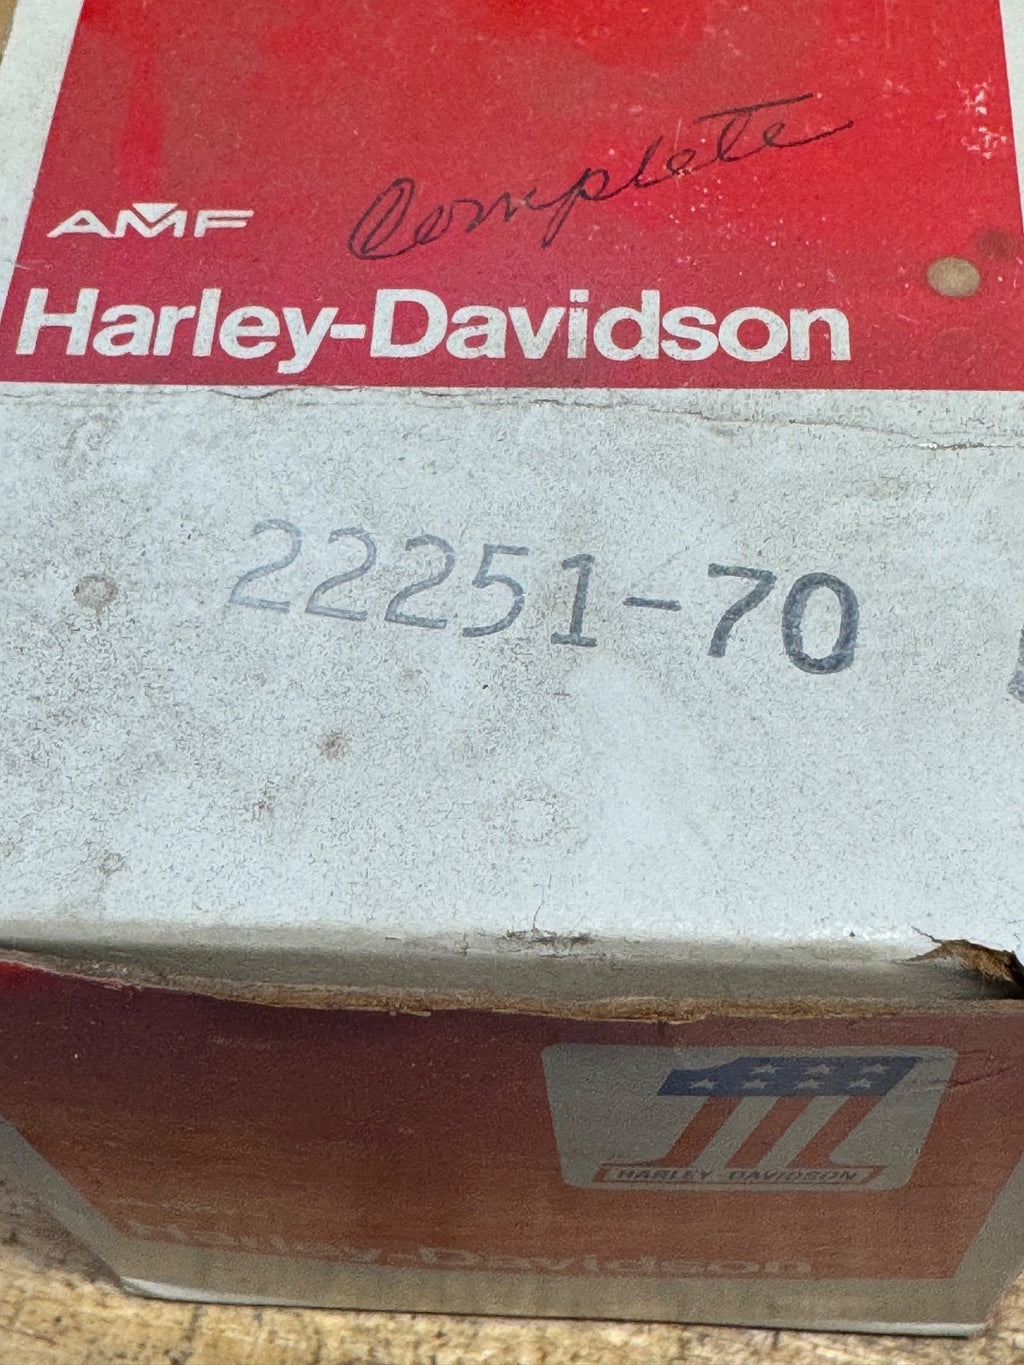 Complete
AMF
Harley-Davidson
22251-70
HARLEY-DAVIDSON
Harley-Davidson